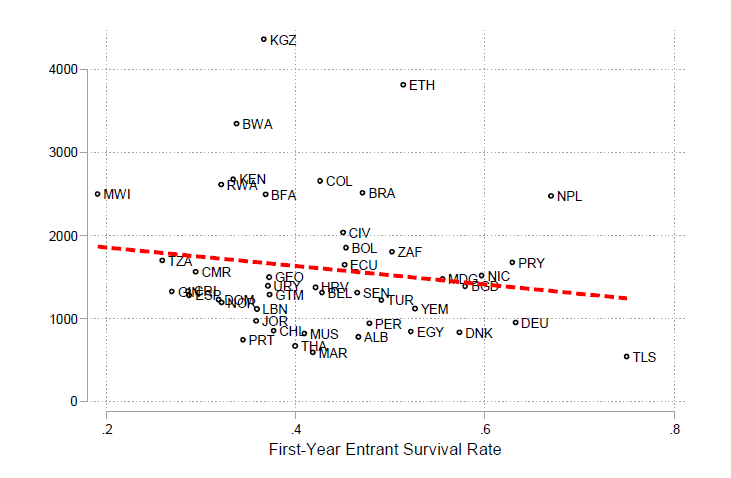 KGZ
4000
ETH
BWA
3000
KEN
COL
RWA
BRA
MWI
BFA
NPL
CIV
2000
BOL
ZAF
TZA
ECU
PRY
CMR
NIC
GEO
MDG
URY
HRV
BGD
GIN
CRI
ESP
GTM
BEL
SEN
DOM
TUR
NOR
LBN
YEM
1000
JOR
PER
DEU
CHL
MUS
EGY
DNK
PRT
ALB
THA
MAR
TLS
0
.2
.4
.6
.8
First-Year Entrant Survival Rate